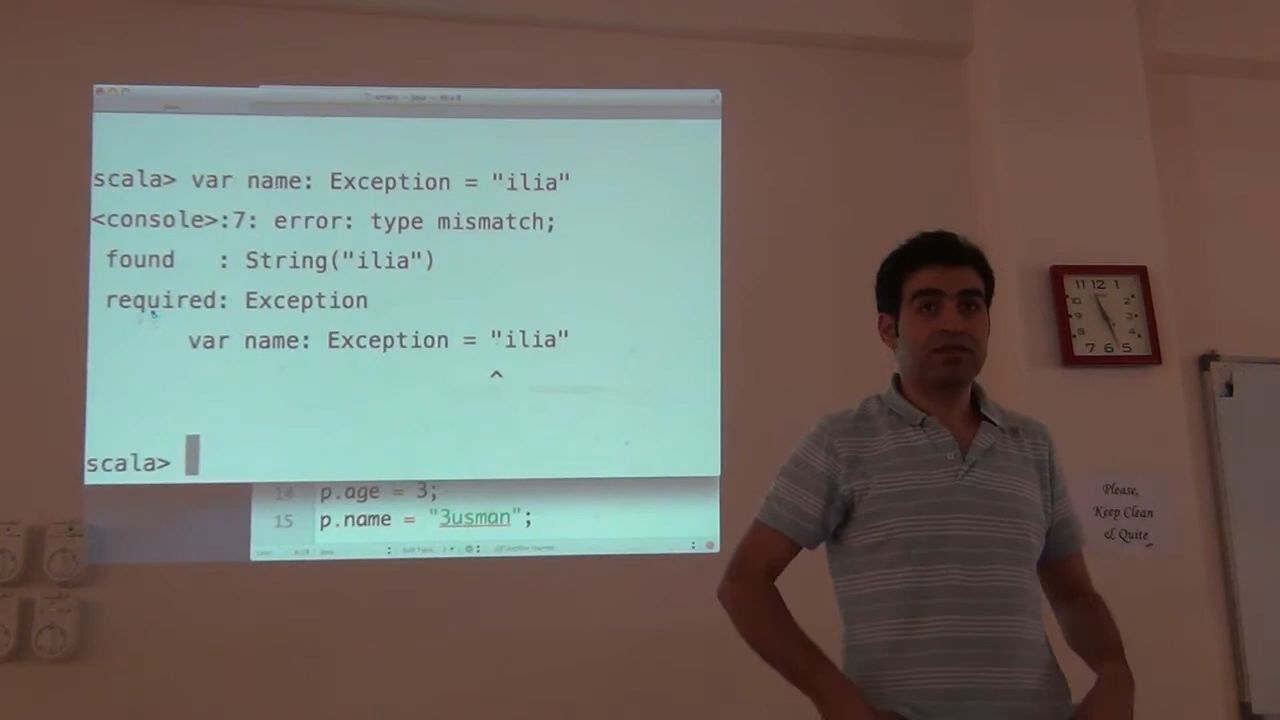 scala> var name: Exception = "ilia"
<console>:7: error: type mismatch;
found   : String("ilia")
required: Exception
var name: Exception = "ilia"
^
scala>
14 p.age = 3;
15 p.name = "3usman";
11 12 1
10 2
9 3
8 4
7 6 5
Please,
Keep Clean
& Quite